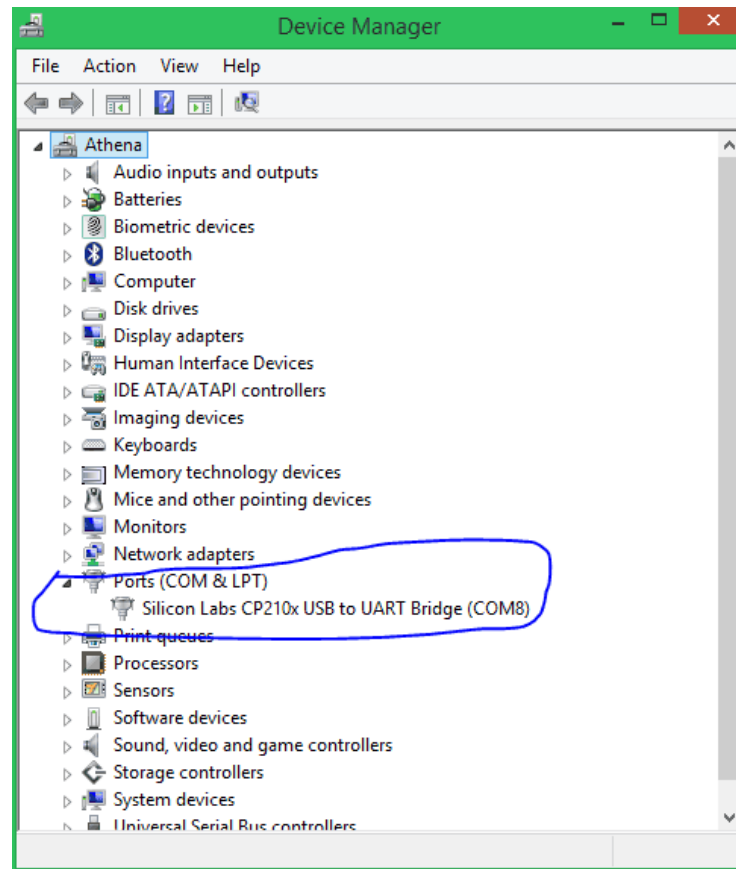 Device Manager
File Action View Help
Athena
Audio inputs and outputs
Batteries
Biometric devices
Bluetooth
Computer
Disk drives
Display adapters
Human Interface Devices
IDE ATA/ATAPI controllers
Imaging devices
Keyboards
Memory technology devices
Mice and other pointing devices
Monitors
Network adapters
Ports (COM & LPT)
Silicon Labs CP210x USB to UART Bridge (COM8)
Print queues
Processors
Sensors
Software devices
Sound, video and game controllers
Storage controllers
System devices
Universal Serial Bus controllers